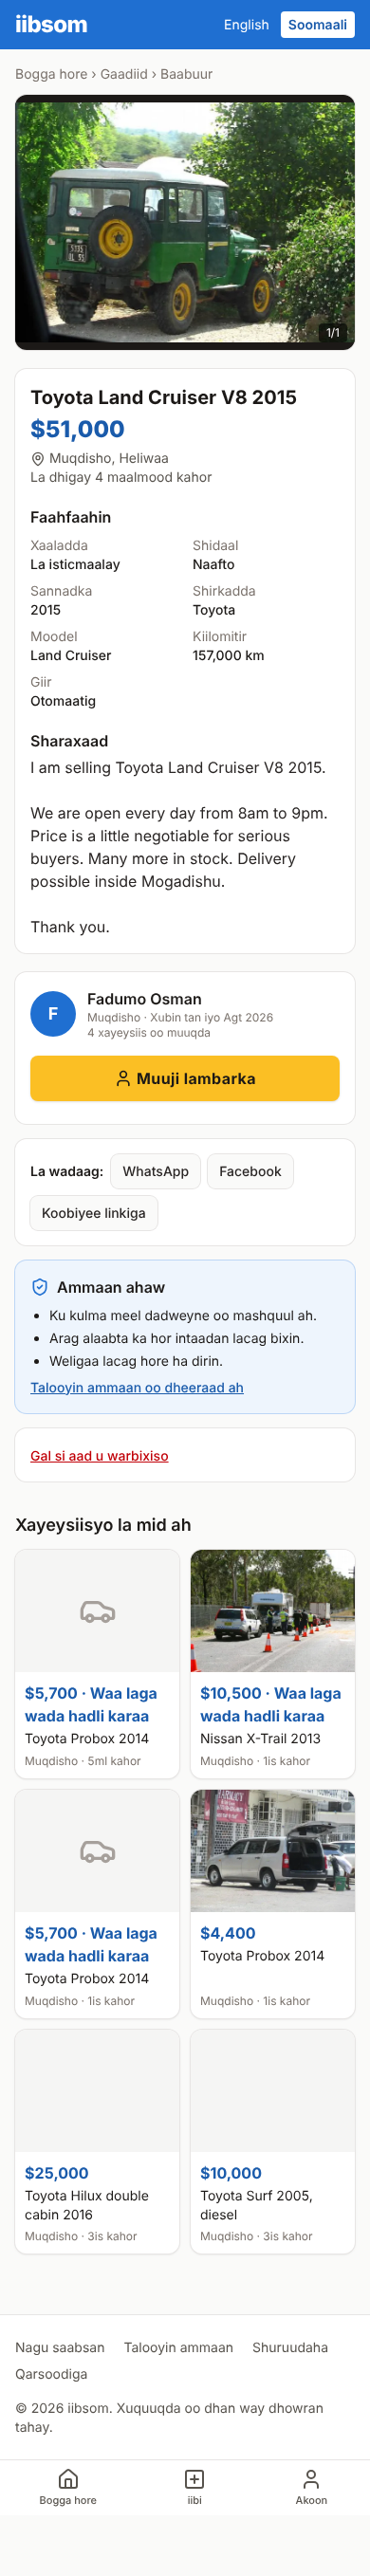 iibsom English Soomaali
Bogga hore › Gaadiid › Baabuur
1/1
Toyota Land Cruiser V8 2015
$51,000
Muqdisho, Heliwaa
La dhigay 4 maalmood kahor
Faahfaahin
Xaaladda Shidaal
La isticmaalay Naafto
Sannadka Shirkadda
2015 Toyota
Moodel Kiilomitir
Land Cruiser 157,000 km
Giir
Otomaatig
Sharaxaad
I am selling Toyota Land Cruiser V8 2015.
We are open every day from 8am to 9pm.
Price is a little negotiable for serious
buyers. Many more in stock. Delivery
possible inside Mogadishu.
Thank you.
F
Fadumo Osman
Muqdisho · Xubin tan iyo Agt 2026
4 xayeysiis oo muuqda
Muuji lambarka
La wadaag: WhatsApp Facebook
Koobiyee linkiga
Ammaan ahaw
• Ku kulma meel dadweyne oo mashquul ah.
• Arag alaabta ka hor intaadan lacag bixin.
• Weligaa lacag hore ha dirin.
Talooyin ammaan oo dheeraad ah
Gal si aad u warbixiso
Xayeysiisyo la mid ah
$5,700 · Waa laga
wada hadli karaa
Toyota Probox 2014
Muqdisho · 5ml kahor
$10,500 · Waa laga
wada hadli karaa
Nissan X-Trail 2013
Muqdisho · 1is kahor
$5,700 · Waa laga
wada hadli karaa
Toyota Probox 2014
Muqdisho · 1is kahor
$4,400
Toyota Probox 2014
Muqdisho · 1is kahor
$25,000
Toyota Hilux double
cabin 2016
Muqdisho · 3is kahor
$10,000
Toyota Surf 2005,
diesel
Muqdisho · 3is kahor
Nagu saabsan Talooyin ammaan Shuruudaha
Qarsoodiga
© 2026 iibsom. Xuquuqda oo dhan way dhowran
tahay.
Bogga hore iibi Akoon